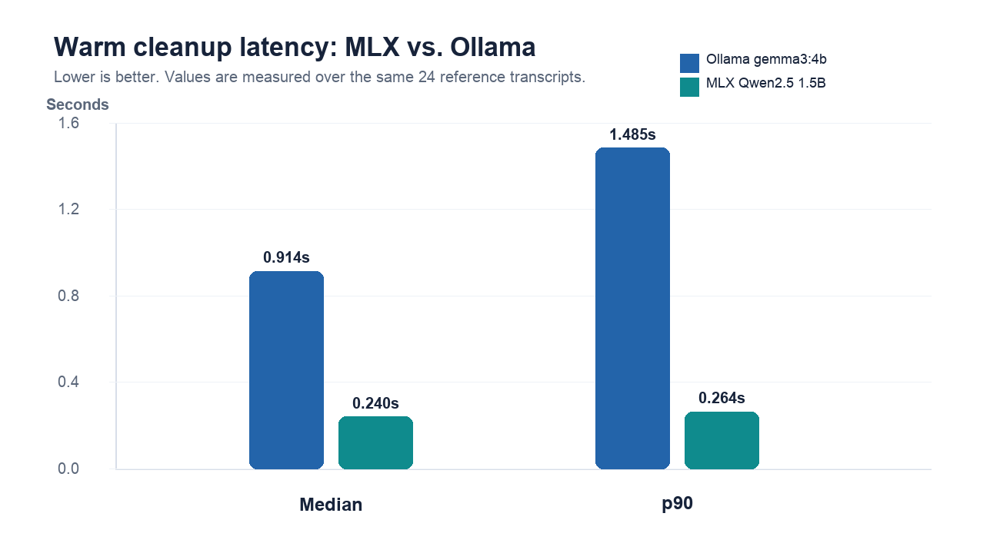 Warm cleanup latency: MLX vs. Ollama
Lower is better. Values are measured over the same 24 reference transcripts.
Ollama gemma3:4b
MLX Qwen2.5 1.5B
Seconds
1.6
1.2
0.8
0.4
0.0
0.914s
0.240s
1.485s
0.264s
Median
p90